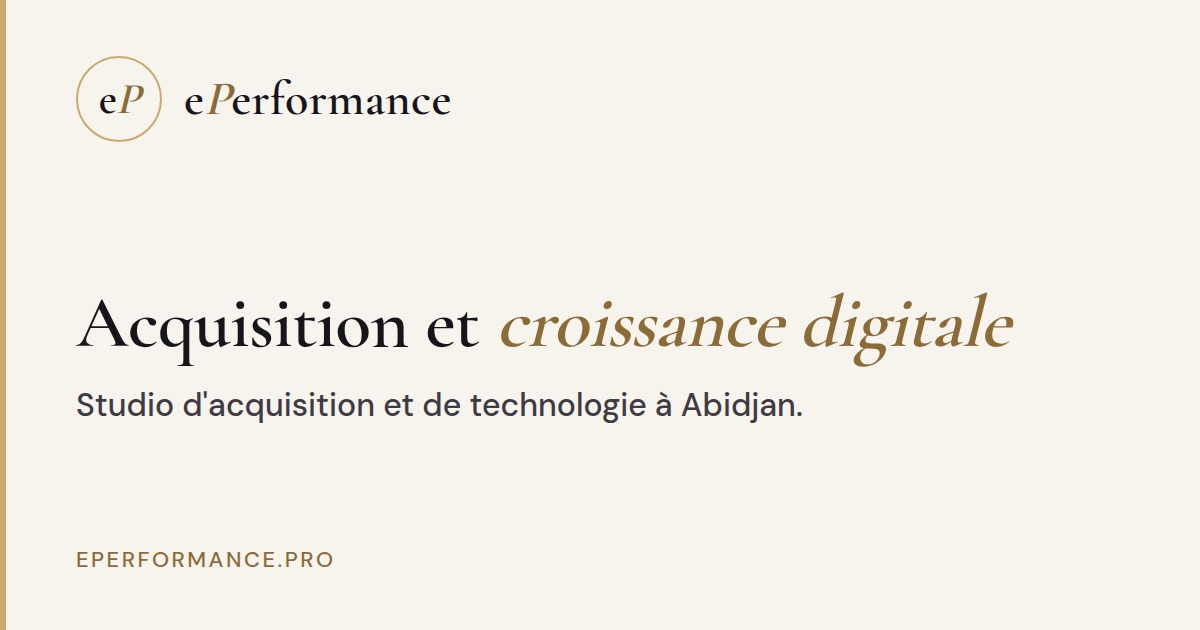 eP ePerformance
Acquisition et croissance digitale
Studio d'acquisition et de technologie à Abidjan.
EPERFORMANCE.PRO